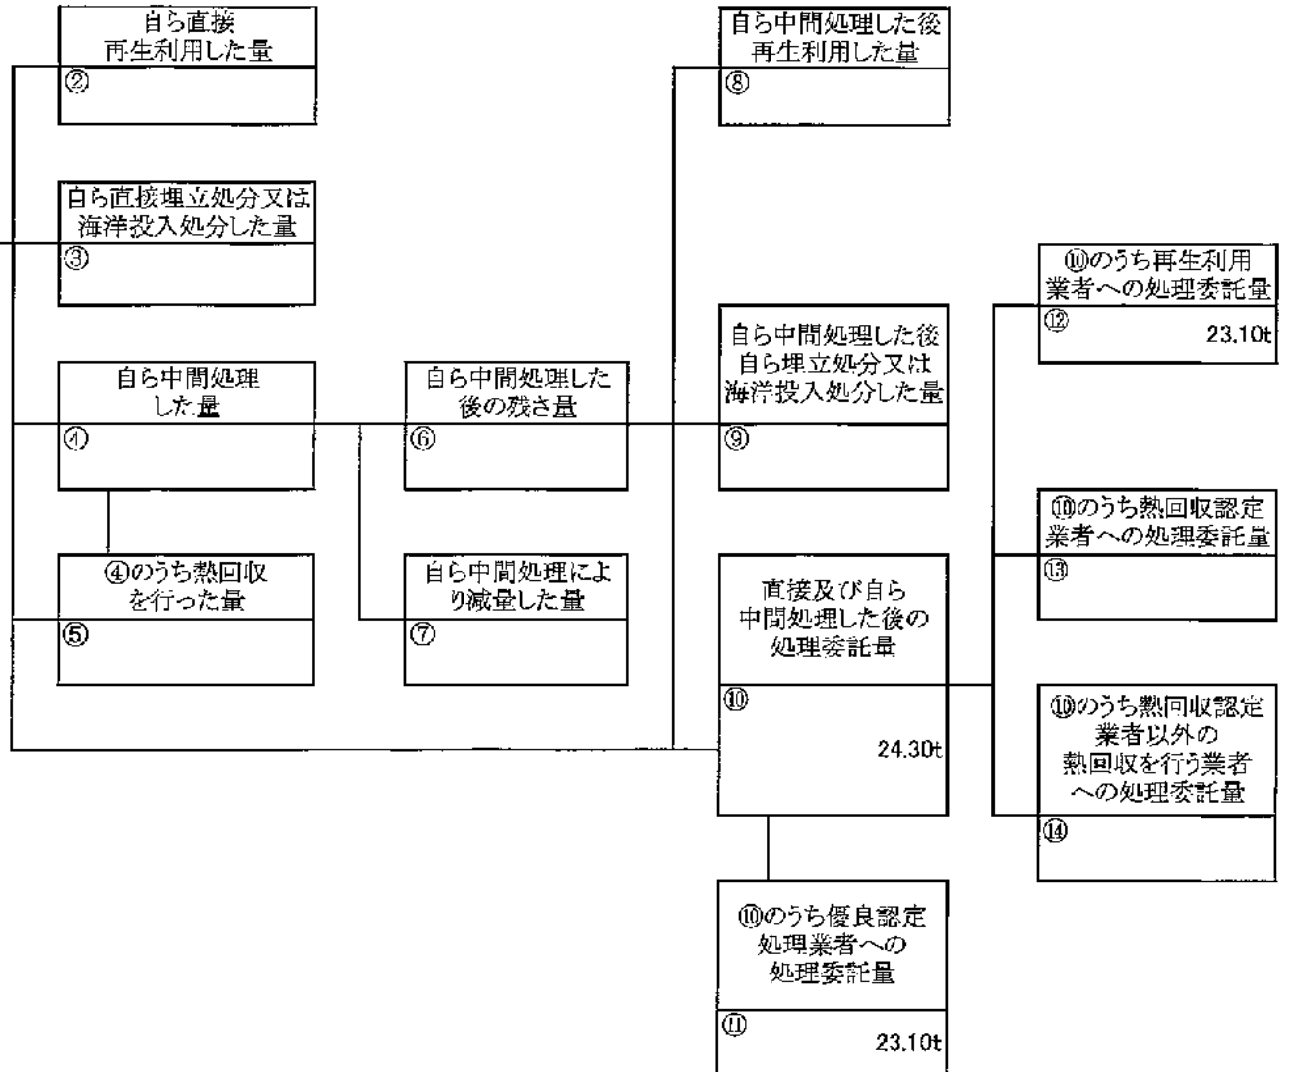 自ら直接
再生利用した量
②
自ら直接埋立処分又は
海洋投入処分した量
③
自ら中間処理
した量
④
④のうち熱回収
を行った量
⑤
自ら中間処理した
後の残さ量
⑥
自ら中間処理によ
り減量した量
⑦
自ら中間処理した後
再生利用した量
⑧
自ら中間処理した後
自ら埋立処分又は
海洋投入処分した量
⑨
直接及び自ら
中間処理した後の
処理委託量
⑩
24.30t
⑩のうち優良認定
処理業者への
処理委託量
⑪
23.10t
⑩のうち再生利用
業者への処理委託量
⑫
23.10t
⑩のうち熱回収認定
業者への処理委託量
⑬
⑩のうち熱回収認定
業者以外の
熱回収を行う業者
への処理委託量
⑭